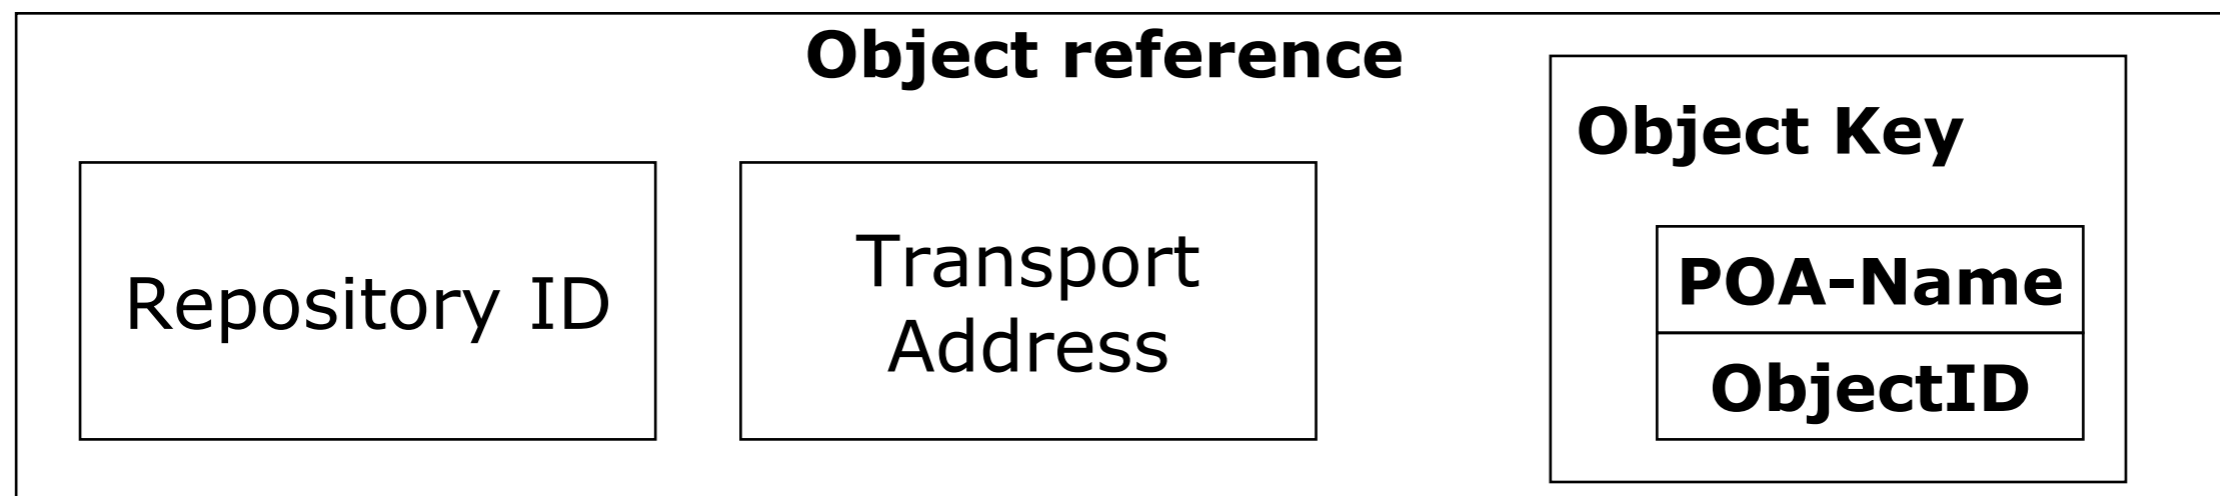 Object reference
Repository ID
Transport
Address
Object Key
POA-Name
ObjectID